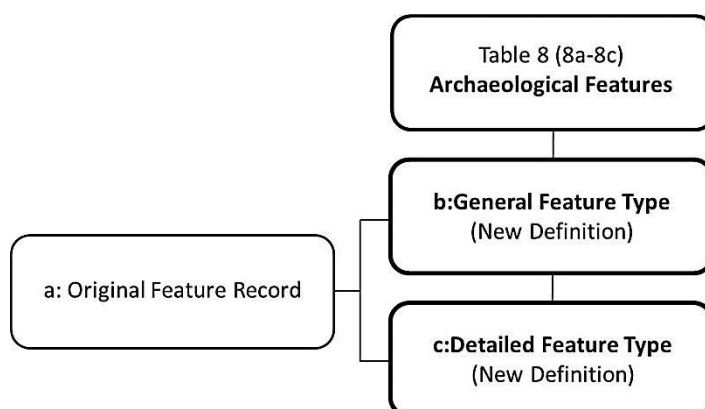 Table 8 (8a-8c)
Archaeological Features
b:General Feature Type
(New Definition)
a: Original Feature Record
c:Detailed Feature Type
(New Definition)